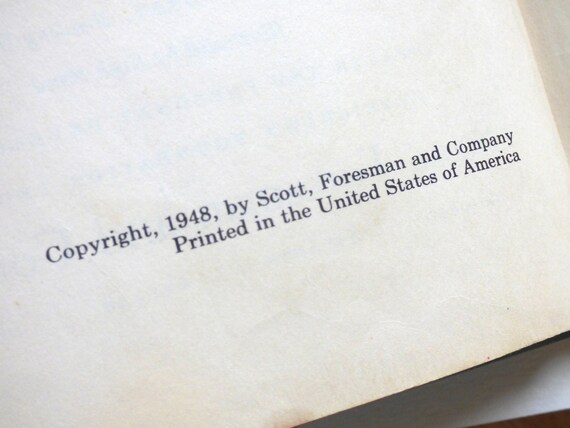 Copyright, 1948, by Scott, Foresman and Company
Printed in the United States of America